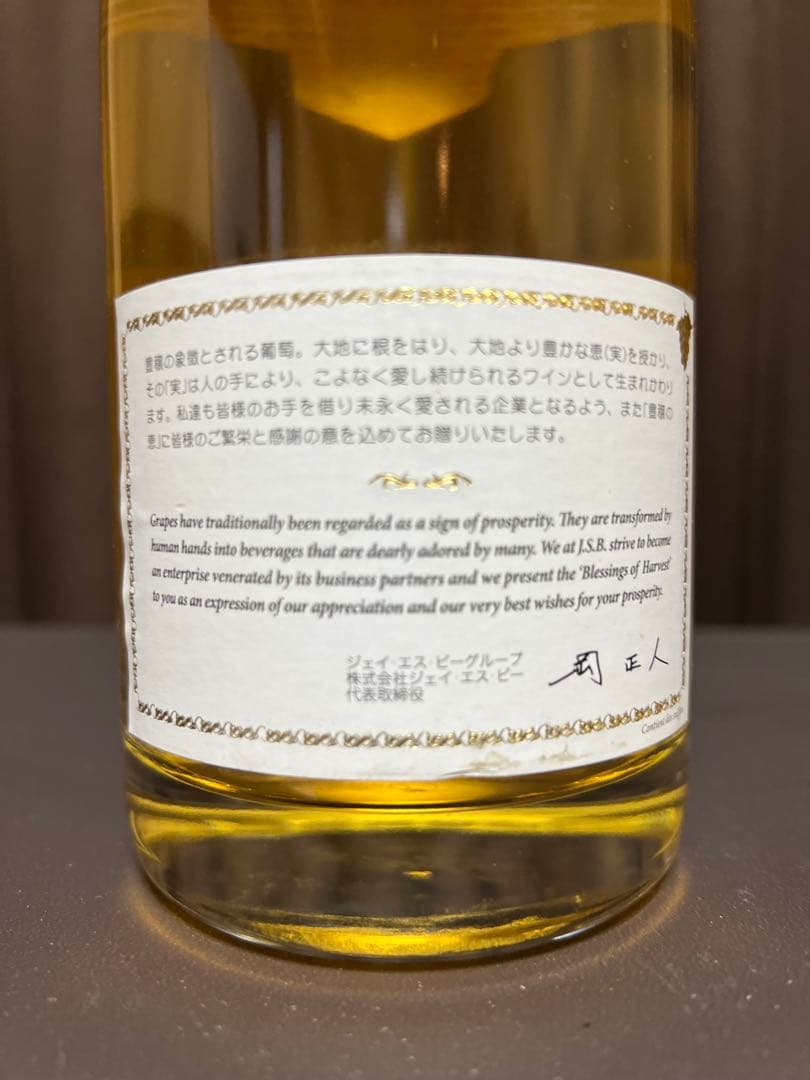 豊穣の象徴とされる葡萄。大地に根をはり、大地より豊かな恵(実)を授かり、
その「実」は人の手により、こよなく愛し続けられるワインとして生まれかわり
ます。私達も皆様のお手を借り末永く愛される企業となるよう、また「豊穣の
恵」に皆様のご繁栄と感謝の意を込めてお贈りいたします。
Grapes have traditionally been regarded as a sign of prosperity. They are transformed by
human hands into beverages that are dearly adored by many. We at J.S.B. strive to become
an enterprise venerated by its business partners and we present the ‘Blessings of Harvest’
to you as an expression of our appreciation and our very best wishes for your prosperity.
ジェイ・エス・ビーグループ
株式会社ジェイ・エス・ビー
代表取締役
岡 正人
Contient des